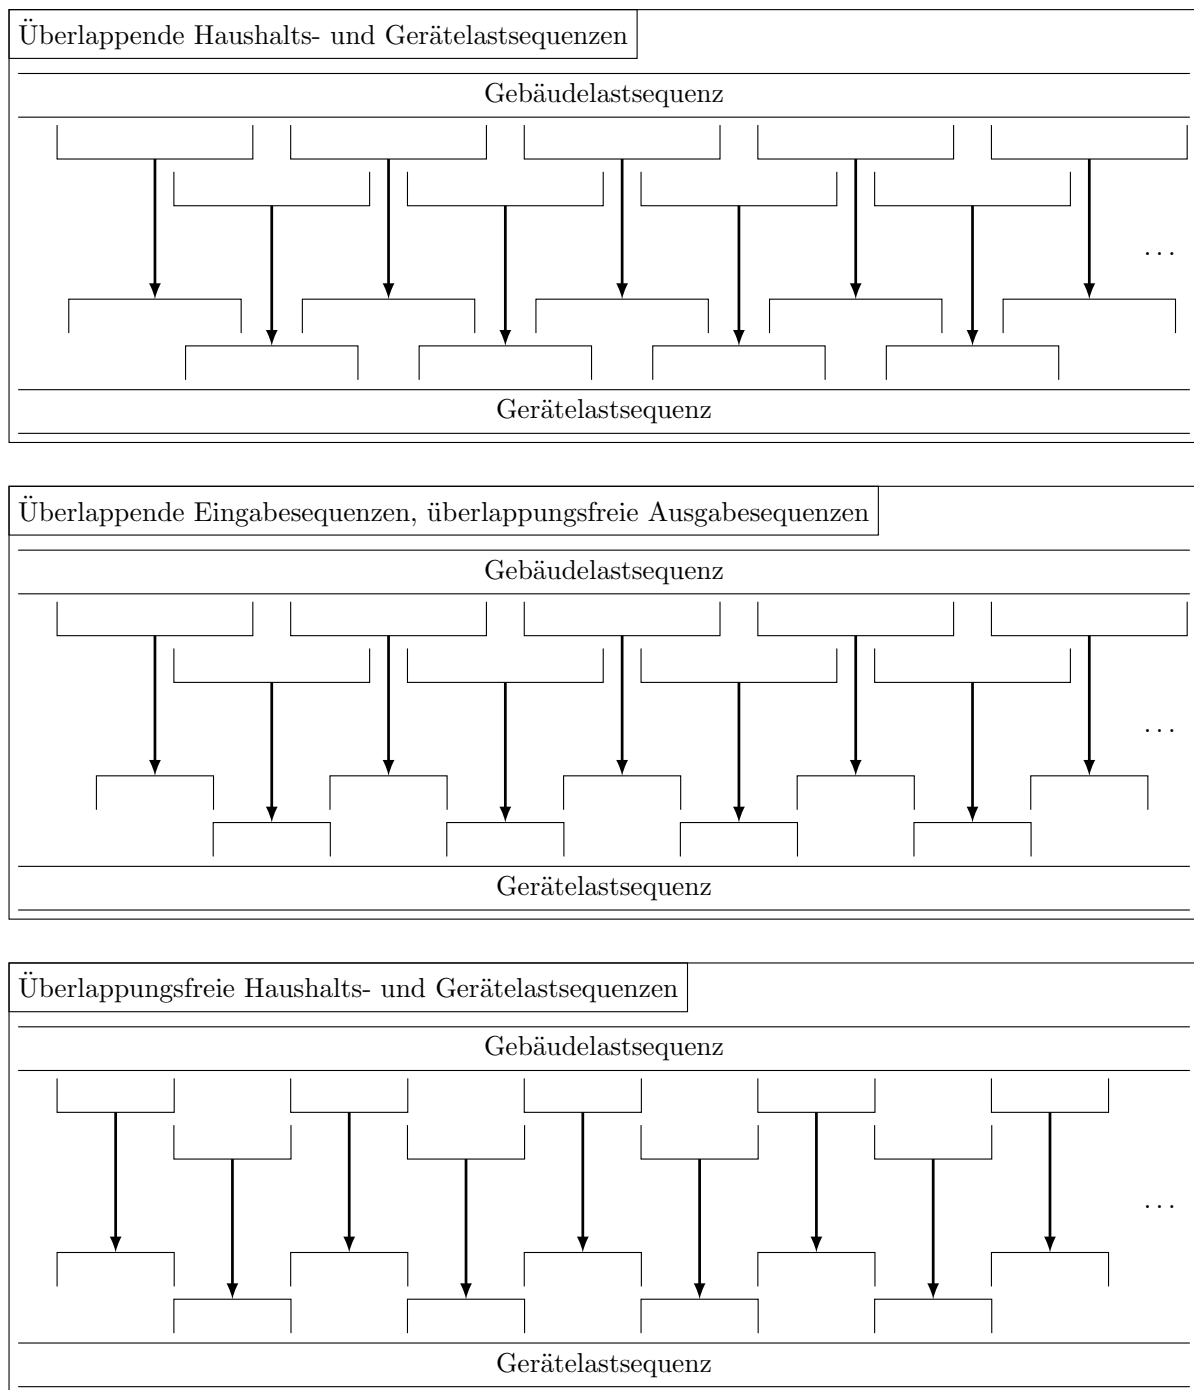 Überlappende Haushalts- und Gerätelastsequenzen
Gebäudelastsequenz
...
Gerätelastsequenz
Überlappende Eingabesequenzen, überlappungsfreie Ausgabesequenzen
Gebäudelastsequenz
...
Gerätelastsequenz
Überlappungsfreie Haushalts- und Gerätelastsequenzen
Gebäudelastsequenz
...
Gerätelastsequenz